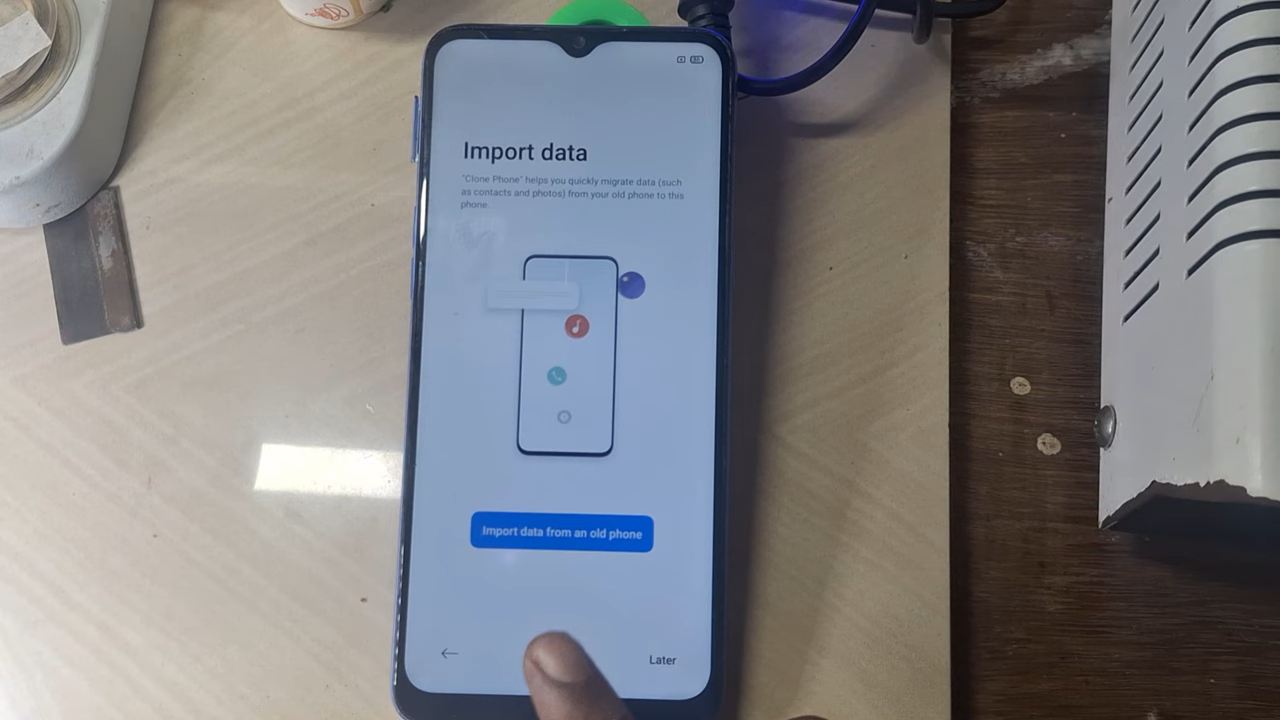 Import data
"Clone Phone" helps you quickly migrate data (such
as contacts and photos) from your old phone to this
phone.
Import data from an old phone
Later